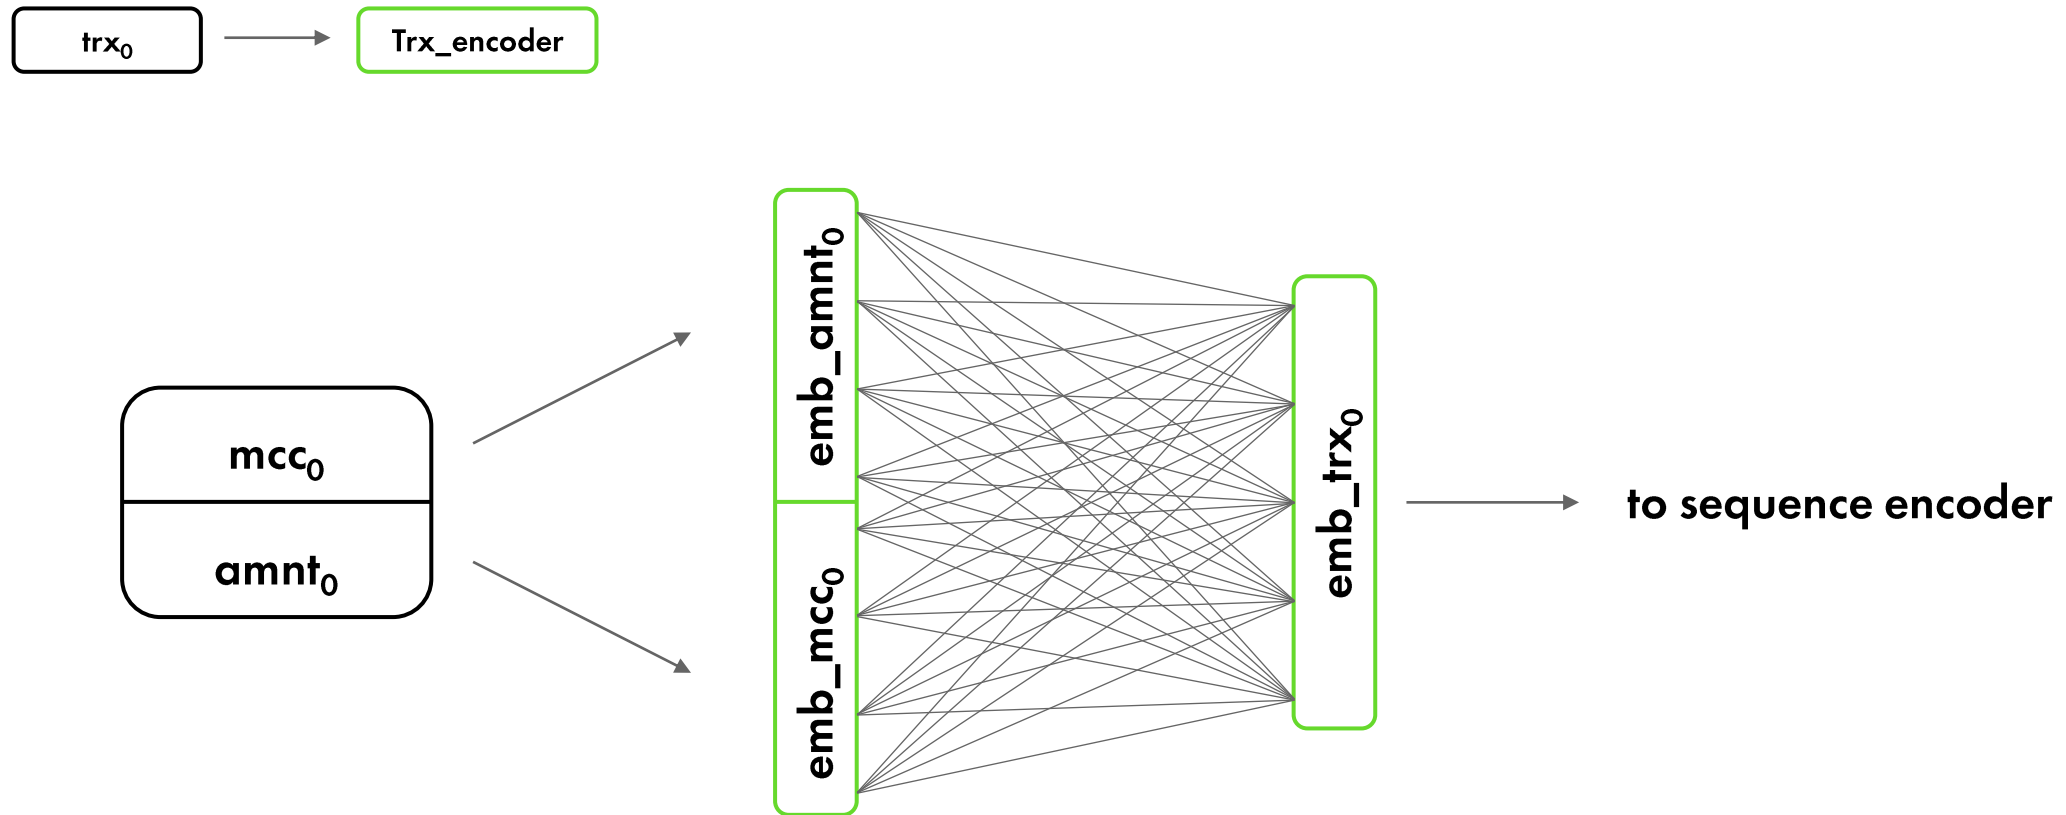 trx₀
Trx_encoder
mcc₀
amnt₀
emb_amnt₀
emb_mcc₀
emb_trx₀
to sequence encoder